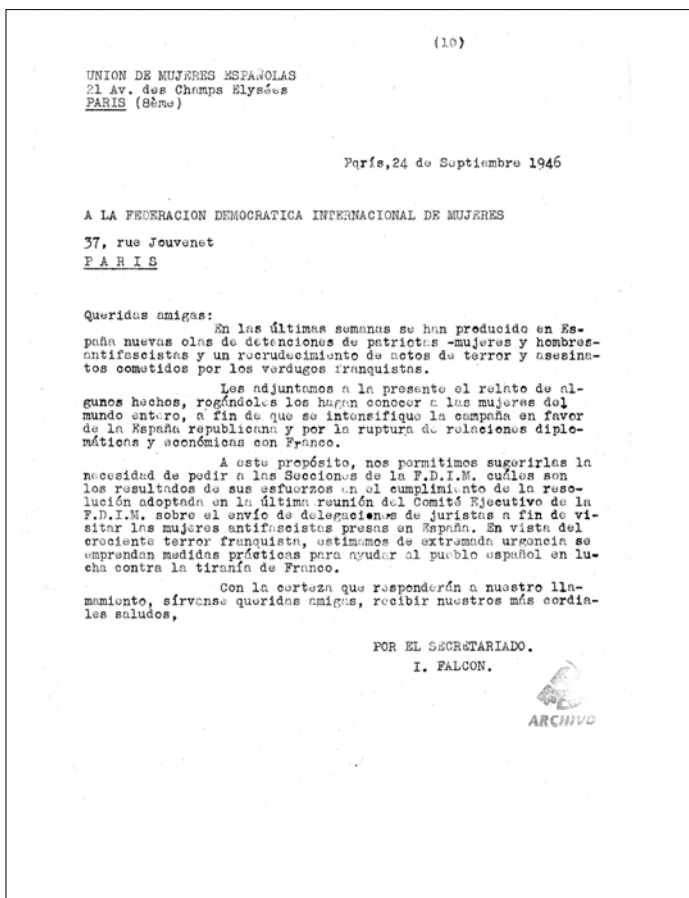 (10)
UNION DE MUJERES ESPAÑOLAS
21 Av. des Champs Elysées
PARIS (8ème)
Pqrís,24 de Septiembre 1946
A LA FEDERACION DEMOCRATICA INTERNACIONAL DE MUJERES
37, rue Jouvenet
P A R I S
Queridas amigas:
En las últimas semanas se han producido en Es-
paña nuevas olas de detenciones de patriotas -mujeres y hombres-
antifascistas y un recrudecimiento de actos de terror y asesina-
tos cometidos por los verdugos franquistas.
Les adjuntamos a la presente el relato de al-
gunos hechos, rogándoles los hagan conocer a las mujeres del
mundo entero, a fin de que se intensifique la campaña en favor
de la España republicana y por la ruptura de relaciones diplo-
máticas y económicas con Franco.
A este propósito, nos permitimos sugerirlas la
necesidad de pedir a las Secciones de la F.D.I.M. cuáles son
los resultados de sus esfuerzos en el cumplimiento de la reso-
lución adoptada en la última reunión del Comité Ejecutivo de la
F.D.I.M. sobre el envío de delegaciones de juristas a fin de vi-
sitar las mujeres antifascistas presas en España. En vista del
creciente terror franquista, estimamos de extremada urgencia se
emprendan medidas prácticas para ayudar al pueblo español en lu-
cha contra la tiranía de Franco.
Con la certeza que responderán a nuestro lla-
mamiento, sírvanse queridas amigas, recibir nuestros más cordia-
les saludos,
POR EL SECRETARIADO.
I. FALCON.
ARCHIVO